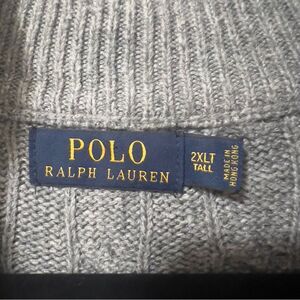 POLO
RALPH LAUREN
2XLT
TALL
MADE IN
HONG KONG